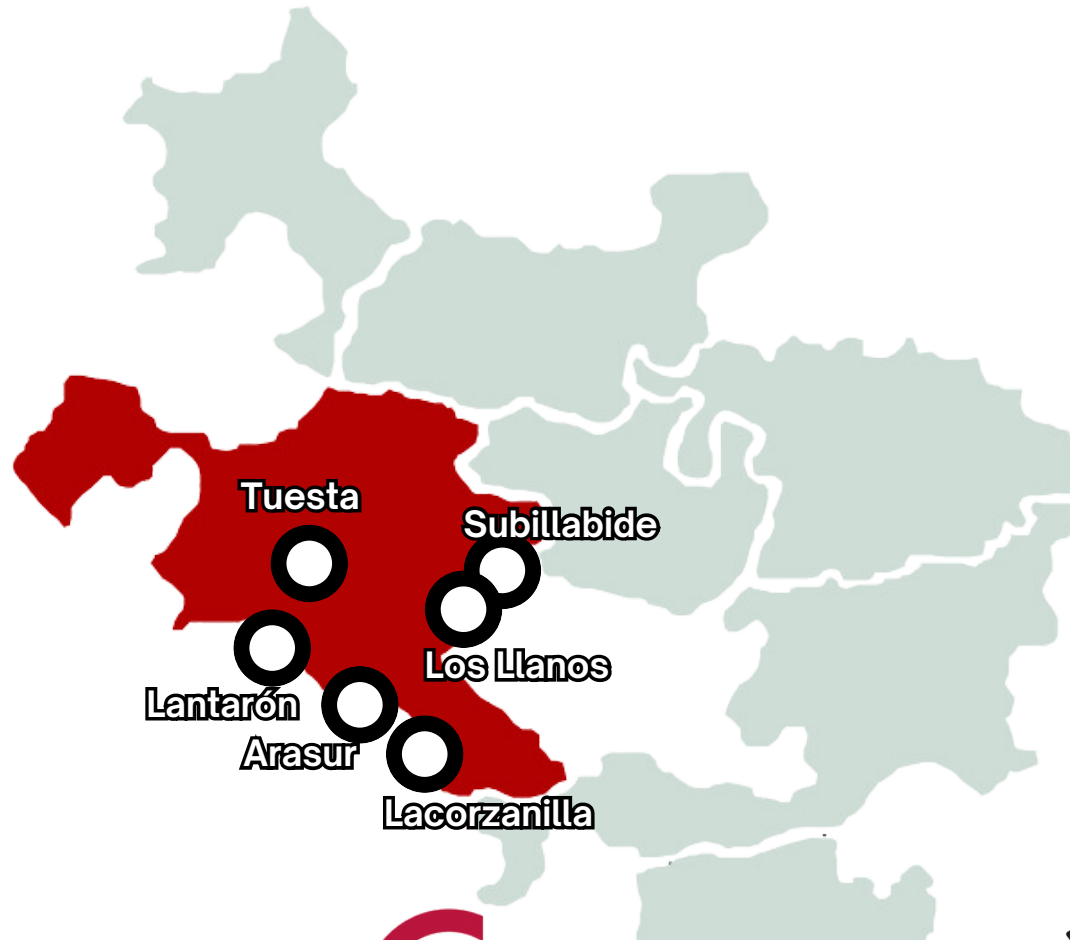 Tuesta
Subillabide
Los Llanos
Lantarón
Arasur
Lacorzanilla